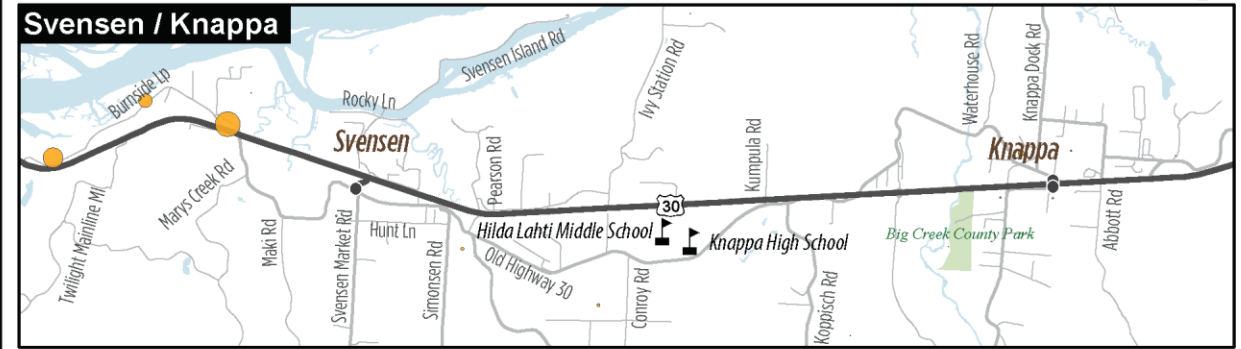 Svensen / Knappa
Burnside Lp
Rocky Ln
Svensen Island Rd
Ivy Station Rd
Waterhouse Rd
Knappa Dock Rd
Svensen
Knappa
Pearson Rd
Kumpula Rd
Marys Creek Rd
Twilight Mainline Ml
Maki Rd
Svensen Market Rd
Hunt Ln
Simonsen Rd
Old Highway 30
30
Hilda Lahti Middle School
Knappa High School
Conroy Rd
Koppisch Rd
Big Creek County Park
Abbott Rd